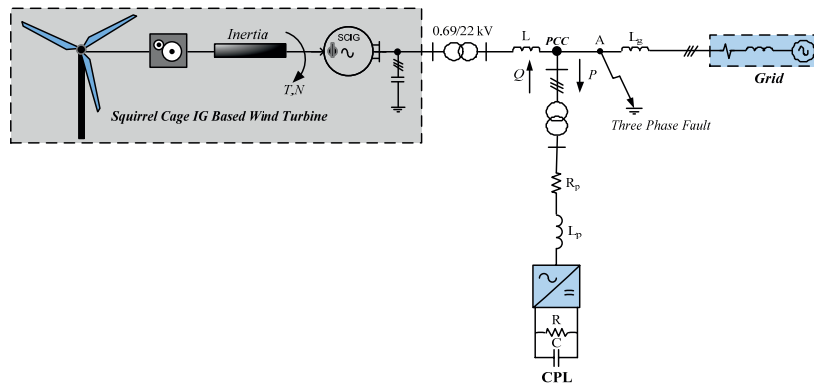 0.69/22 kV
L
PCC
A
Lg
Inertia
SCIG
T,N
Q
P
Grid
Squirrel Cage IG Based Wind Turbine
Three Phase Fault
Rp
Lp
R
C
CPL